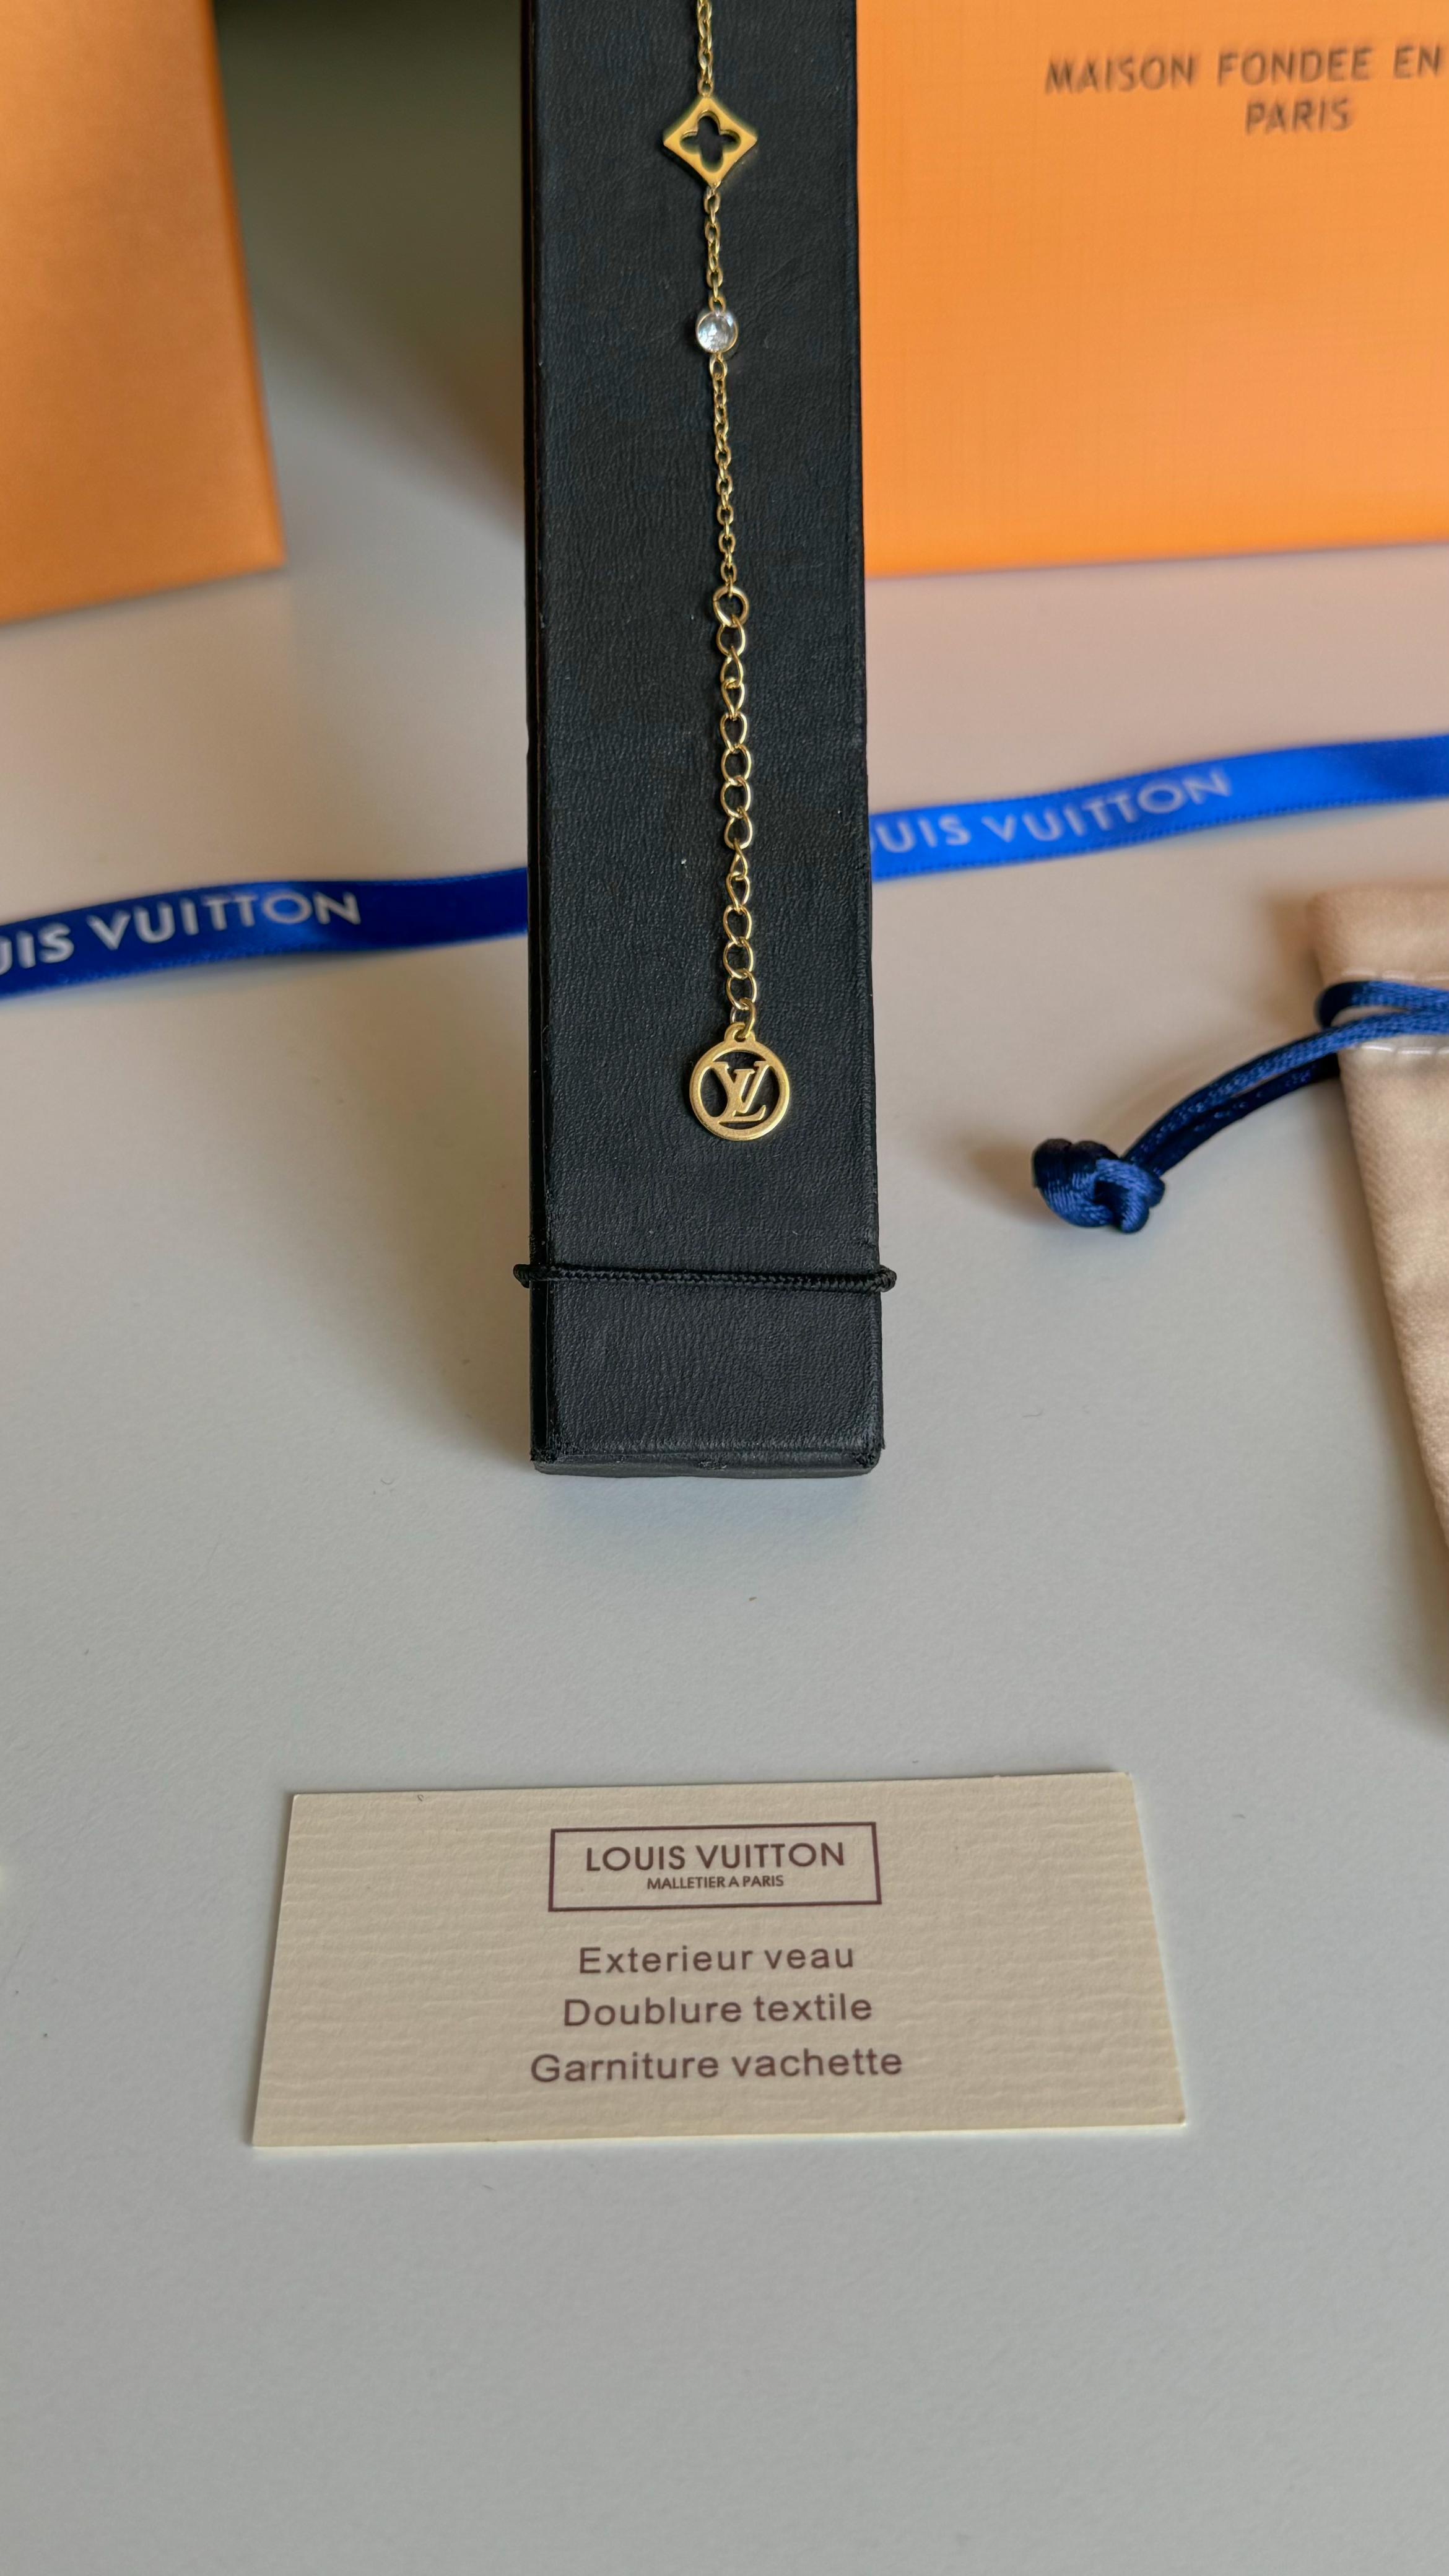 MAISON FONDEE EN
PARIS
UIS VUITTON
UIS VUITTON
LV
LOUIS VUITTON
MALLETIER A PARIS
Exterieur veau
Doublure textile
Garniture vachette